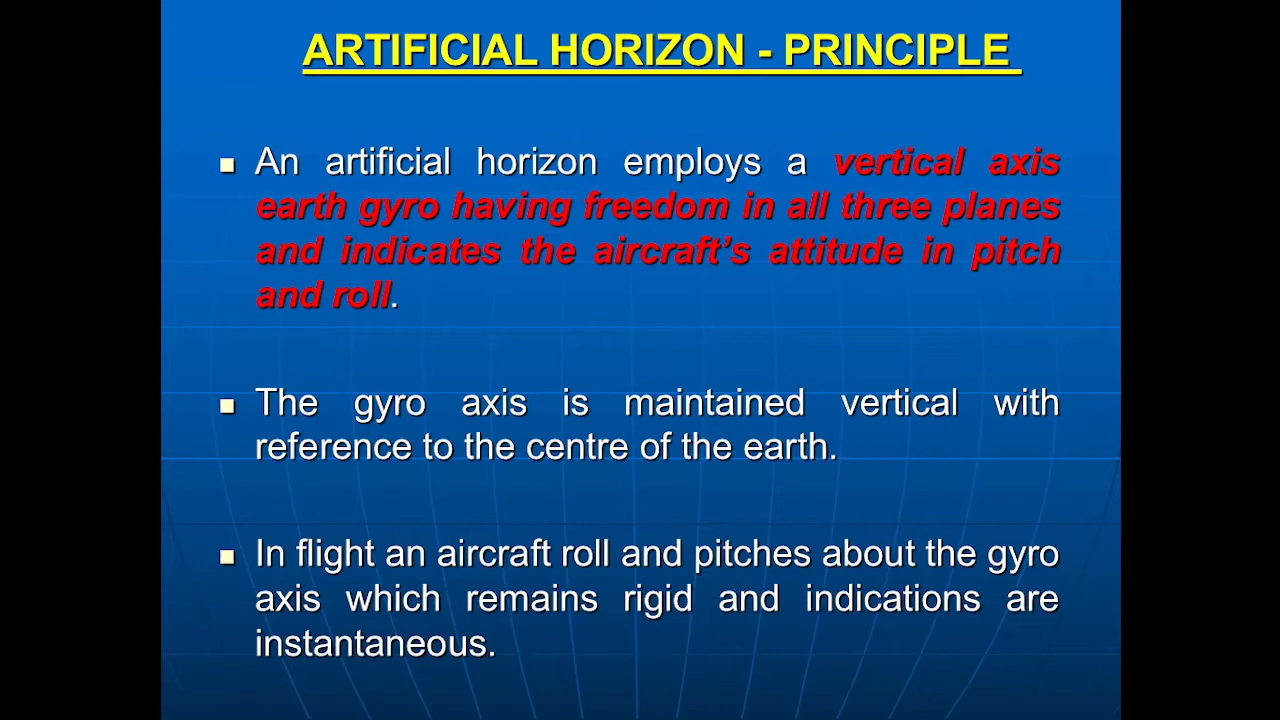 ARTIFICIAL HORIZON - PRINCIPLE
An artificial horizon employs a vertical axis
earth gyro having freedom in all three planes
and indicates the aircraft’s attitude in pitch
and roll.
The gyro axis is maintained vertical with
reference to the centre of the earth.
In flight an aircraft roll and pitches about the gyro
axis which remains rigid and indications are
instantaneous.